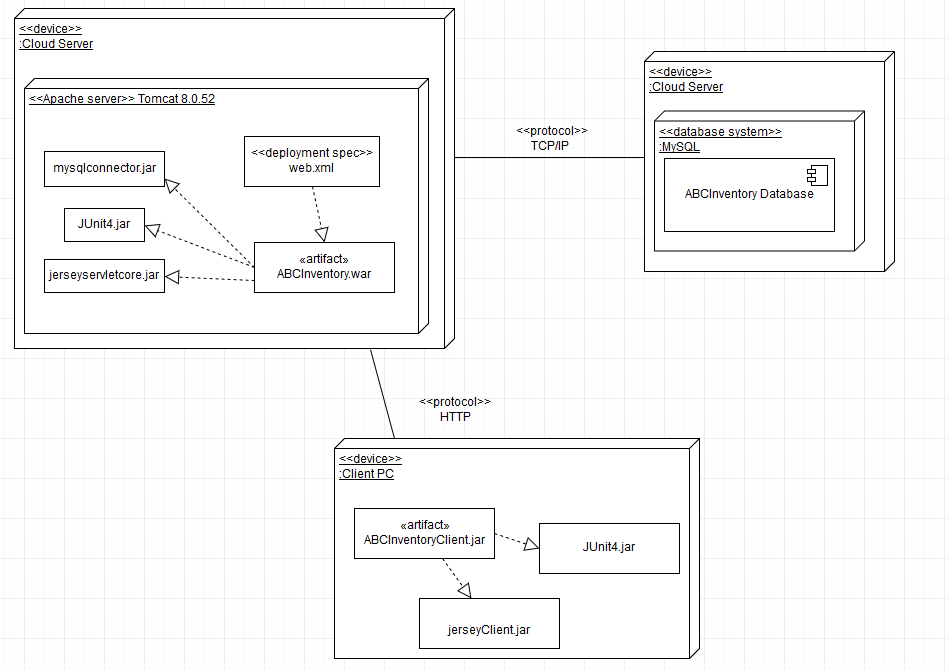 <<device>>
:Cloud Server
<<Apache server>> Tomcat 8.0.52
mysqlconnector.jar
<<deployment spec>>
web.xml
JUnit4.jar
jerseyservletcore.jar
«artifact»
ABCInventory.war
<<protocol>>
TCP/IP
<<device>>
:Cloud Server
<<database system>>
:MySQL
ABCInventory Database
<<protocol>>
HTTP
<<device>>
:Client PC
«artifact»
ABCInventoryClient.jar
JUnit4.jar
jerseyClient.jar